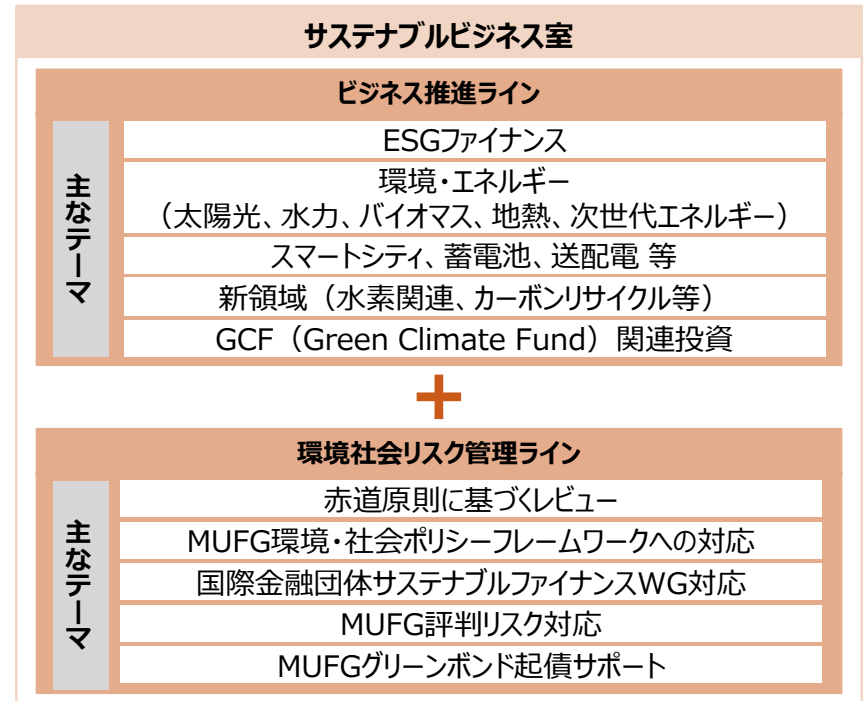 サステナブルビジネス室
ビジネス推進ライン
主なテーマ
ESGファイナンス
環境・エネルギー
（太陽光、水力、バイオマス、地熱、次世代エネルギー）
スマートシティ、蓄電池、送配電 等
新領域（水素関連、カーボンリサイクル等）
GCF（Green Climate Fund）関連投資
+
環境社会リスク管理ライン
主なテーマ
赤道原則に基づくレビュー
MUFG環境・社会ポリシーフレームワークへの対応
国際金融団体サステナブルファイナンスWG対応
MUFG評判リスク対応
MUFGグリーンボンド起債サポート